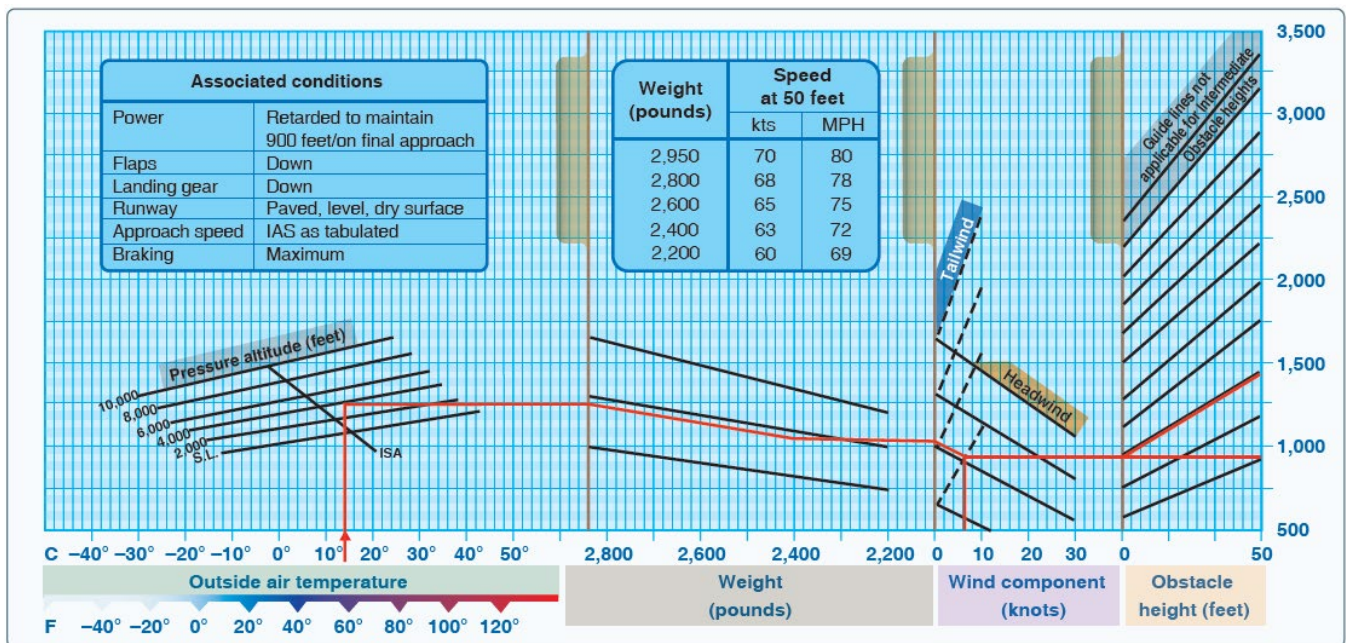 Associated conditions
Power Retarded to maintain
900 feet/on final approach
Flaps Down
Landing gear Down
Runway Paved, level, dry surface
Approach speed IAS as tabulated
Braking Maximum
Weight
(pounds)
Speed
at 50 feet
kts MPH
2,950 70 80
2,800 68 78
2,600 65 75
2,400 63 72
2,200 60 69
Guide lines not
applicable for intermediate
Obstacle heights
3,500
3,000
2,500
2,000
1,500
1,000
500
Tailwind
Headwind
Pressure altitude (feet)
10,000
8,000
6,000
4,000
2.000
S.L.
ISA
C –40° –30° –20° –10° 0° 10° 20° 30° 40° 50°
2,800 2,600 2,400 2,200
0 10 20 30
0 50
Outside air temperature
F –40° –20° 0° 20° 40° 60° 80° 100° 120°
Weight
(pounds)
Wind component
(knots)
Obstacle
height (feet)